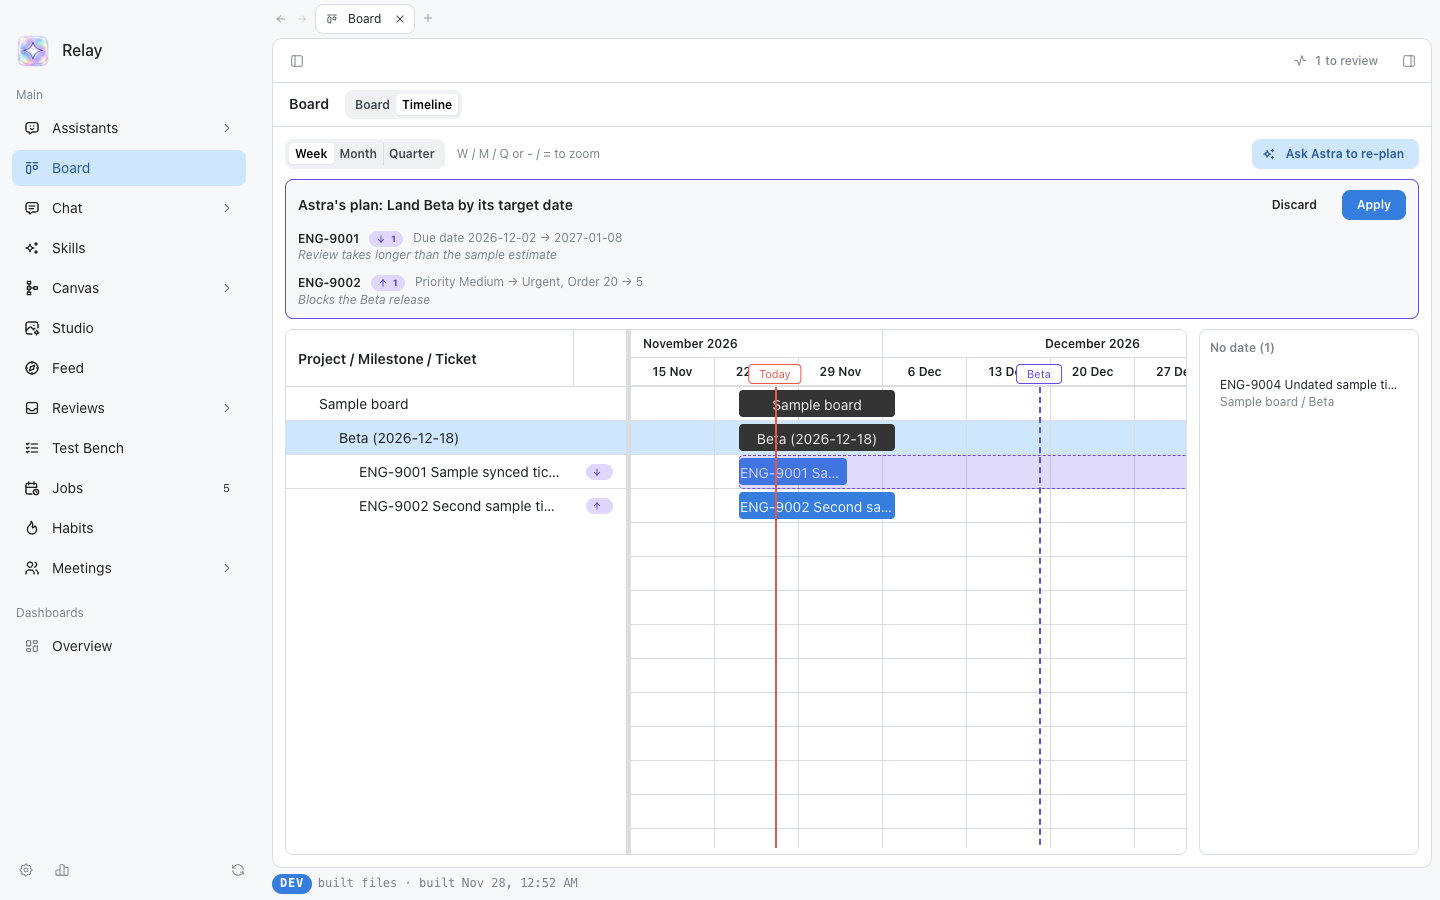 Board
Relay
1 to review
Main
Board
Board Timeline
Assistants
Week Month Quarter W / M / Q or - / = to zoom
Ask Astra to re-plan
Board
Chat
Astra's plan: Land Beta by its target date
Discard Apply
Skills
ENG-9001 ↓ 1 Due date 2026-12-02 → 2027-01-08
Review takes longer than the sample estimate
Canvas
ENG-9002 ↑ 1 Priority Medium → Urgent, Order 20 → 5
Blocks the Beta release
Studio
Feed
Reviews
Test Bench
Jobs 5
Habits
Meetings
Dashboards
Overview
Project / Milestone / Ticket
November 2026 December 2026
15 Nov 22 Today 29 Nov 6 Dec 13 D Beta 20 Dec 27 De
Sample board Sample board
Beta (2026-12-18) Beta (2026-12-18)
ENG-9001 Sample synced tic... ↓ ENG-9001 Sa...
ENG-9002 Second sample ti... ↑ ENG-9002 Second sa...
No date (1)
ENG-9004 Undated sample ti...
Sample board / Beta
DEV built files · built Nov 28, 12:52 AM